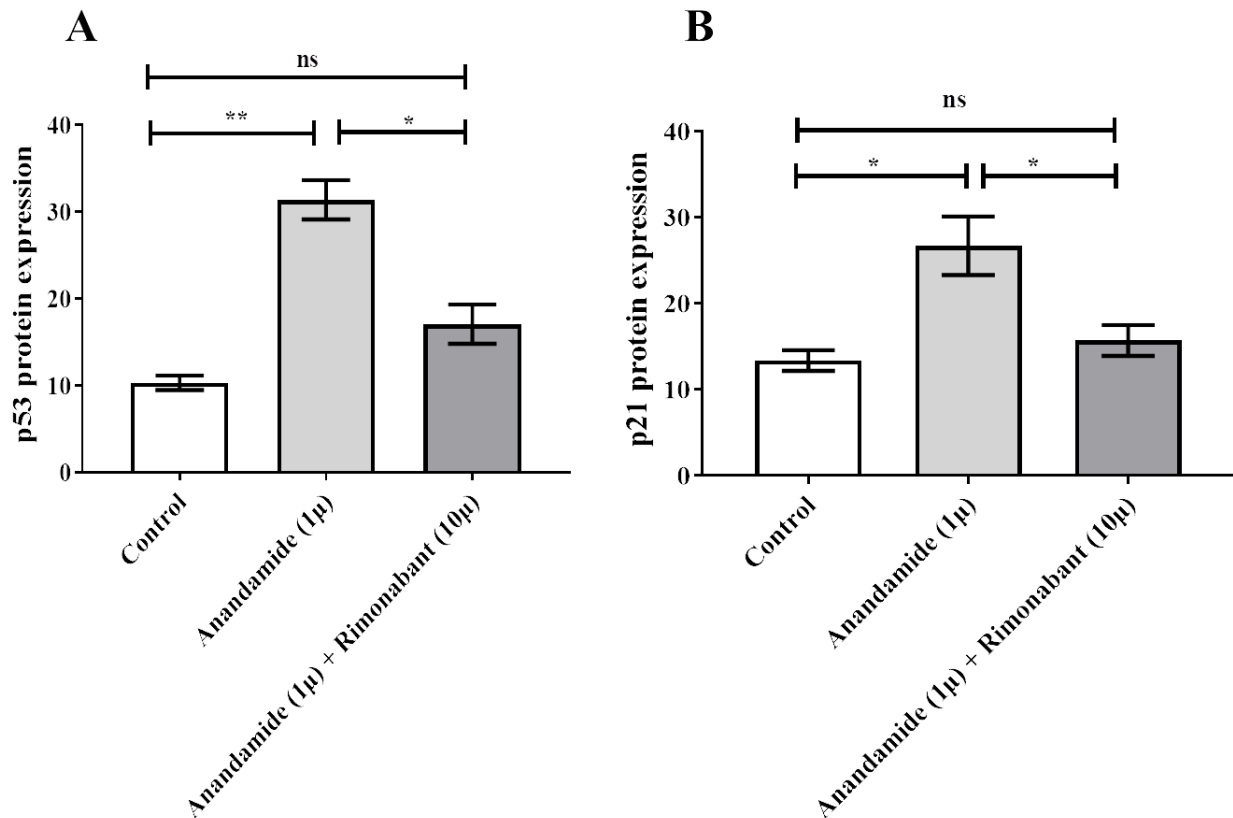 A
ns
**
*
p53 protein expression
40
30
20
10
0
Control
Anandamide (1µ)
Anandamide (1µ) + Rimonabant (10µ)
B
ns
*
*
p21 protein expression
40
30
20
10
0
Control
Anandamide (1µ)
Anandamide (1µ) + Rimonabant (10µ)